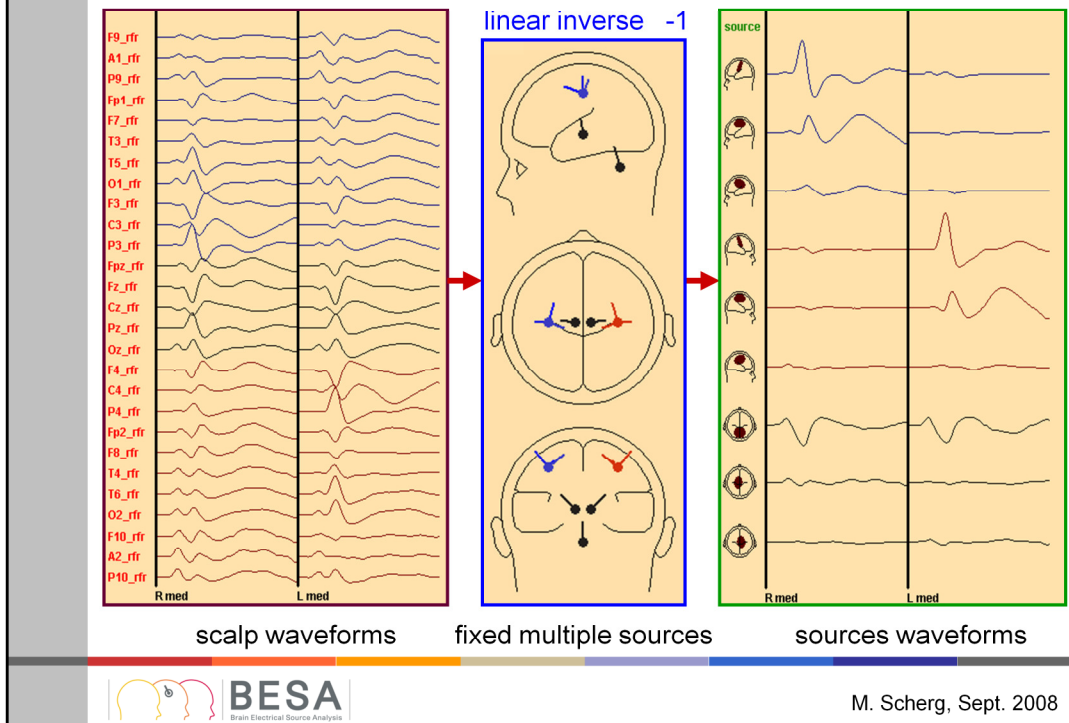 linear inverse -1
F9_rfr
A1_rfr
P9_rfr
Fp1_rfr
F7_rfr
T3_rfr
T5_rfr
O1_rfr
F3_rfr
C3_rfr
P3_rfr
Fpz_rfr
Fz_rfr
Cz_rfr
Pz_rfr
Oz_rfr
F4_rfr
C4_rfr
P4_rfr
Fp2_rfr
F8_rfr
T4_rfr
T6_rfr
O2_rfr
F10_rfr
A2_rfr
P10_rfr
R med L med
source
R med L med
scalp waveforms fixed multiple sources sources waveforms
BESA
Brain Electrical Source Analysis
M. Scherg, Sept. 2008